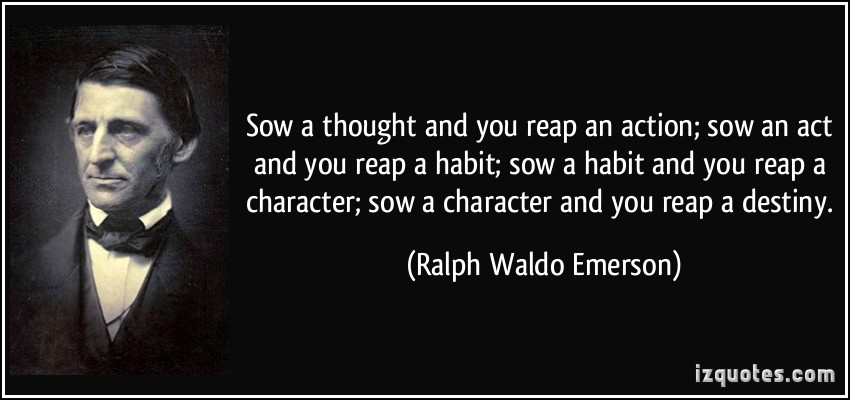 Sow a thought and you reap an action; sow an act
and you reap a habit; sow a habit and you reap a
character; sow a character and you reap a destiny.
(Ralph Waldo Emerson)
izquotes.com